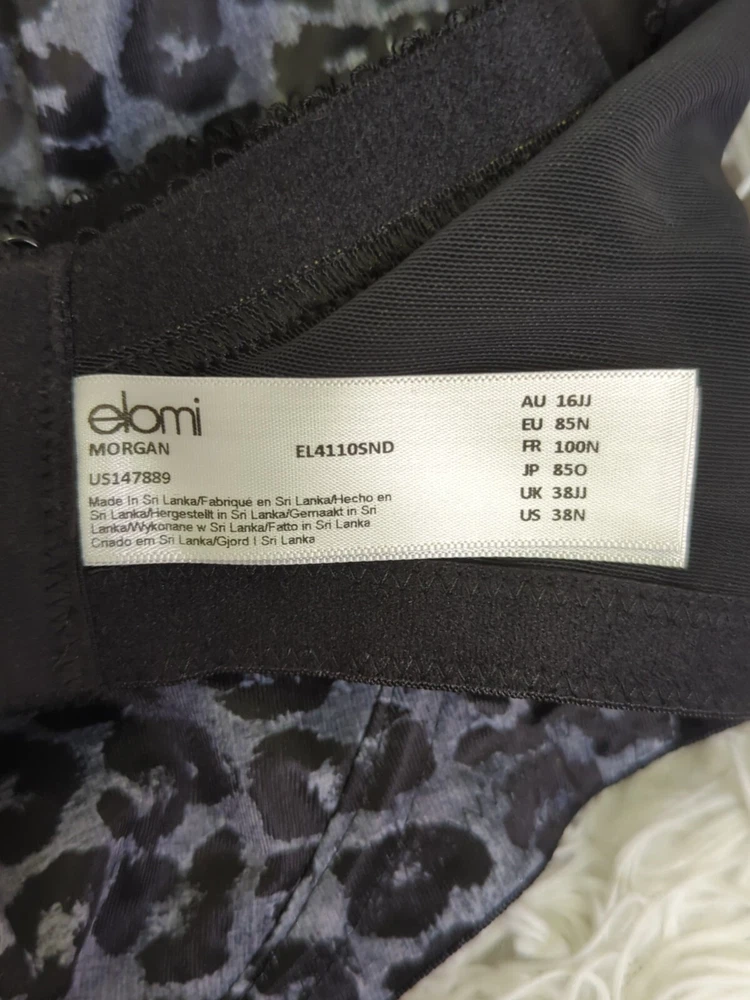 elomi
MORGAN EL4110SND
US147889
Made In Sri Lanka/Fabriqué en Sri Lanka/Hecho en
Sri Lanka/Hergestellt in Sri Lanka/Gemaakt in Sri
Lanka/Wykonane w Sri Lanka/Fatto in Sri Lanka
Criado em Sri Lanka/Gjord I Sri Lanka
AU 16JJ
EU 85N
FR 100N
JP 85O
UK 38JJ
US 38N